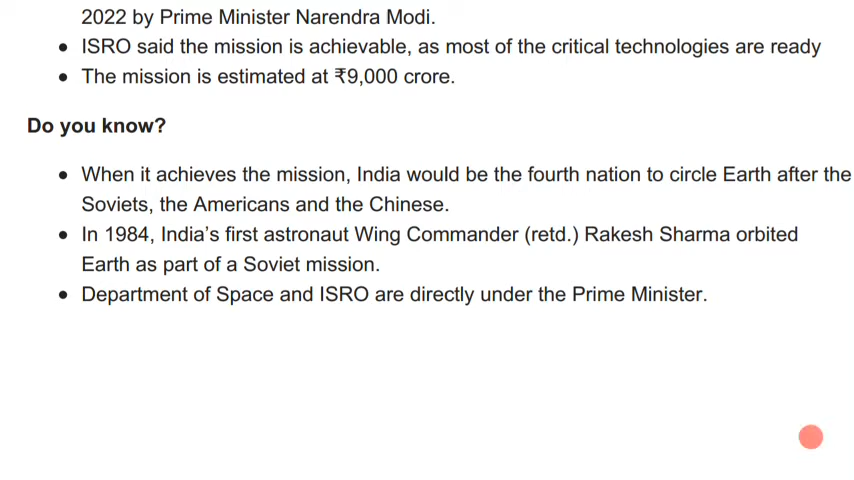 2022 by Prime Minister Narendra Modi.
● ISRO said the mission is achievable, as most of the critical technologies are ready
● The mission is estimated at ₹9,000 crore.
Do you know?
● When it achieves the mission, India would be the fourth nation to circle Earth after the
Soviets, the Americans and the Chinese.
● In 1984, India’s first astronaut Wing Commander (retd.) Rakesh Sharma orbited
Earth as part of a Soviet mission.
● Department of Space and ISRO are directly under the Prime Minister.